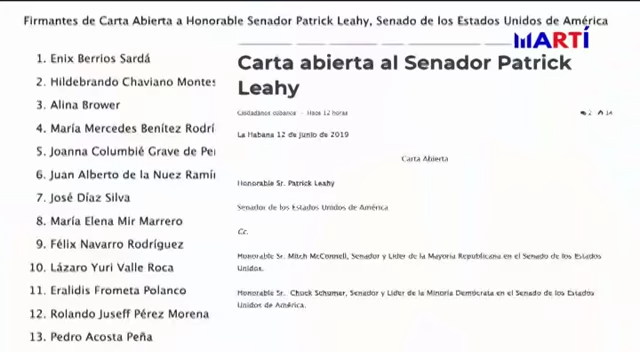 Firmantes de Carta Abierta a Honorable Senador Patrick Leahy, Senado de los Estados Unidos de América
MARTÍ
1. Enix Berrios Sardá
2. Hildebrando Chaviano Montes
3. Alina Brower
4. María Mercedes Benítez Rodrí
5. Joanna Columbié Grave de Per
6. Juan Alberto de la Nuez Ramír
7. José Díaz Silva
8. María Elena Mir Marrero
9. Félix Navarro Rodríguez
10. Lázaro Yuri Valle Roca
11. Eralidis Frometa Polanco
12. Rolando Juseff Pérez Morena
13. Pedro Acosta Peña
Carta abierta al Senador Patrick
Leahy
Ciudadanos cubanos - Hace 12 horas
2 14
La Habana 12 de junio de 2019
Carta Abierta
Honorable Sr. Patrick Leahy
Senador de los Estados Unidos de América
Cc.
Honorable Sr. Mitch McConnell, Senador y Líder de la Mayoría Republicana en el Senado de los Estados
Unidos.
Honorable Sr. Chuck Schumer, Senador y Líder de la Minoría Demócrata en el Senado de los Estados
Unidos de América.